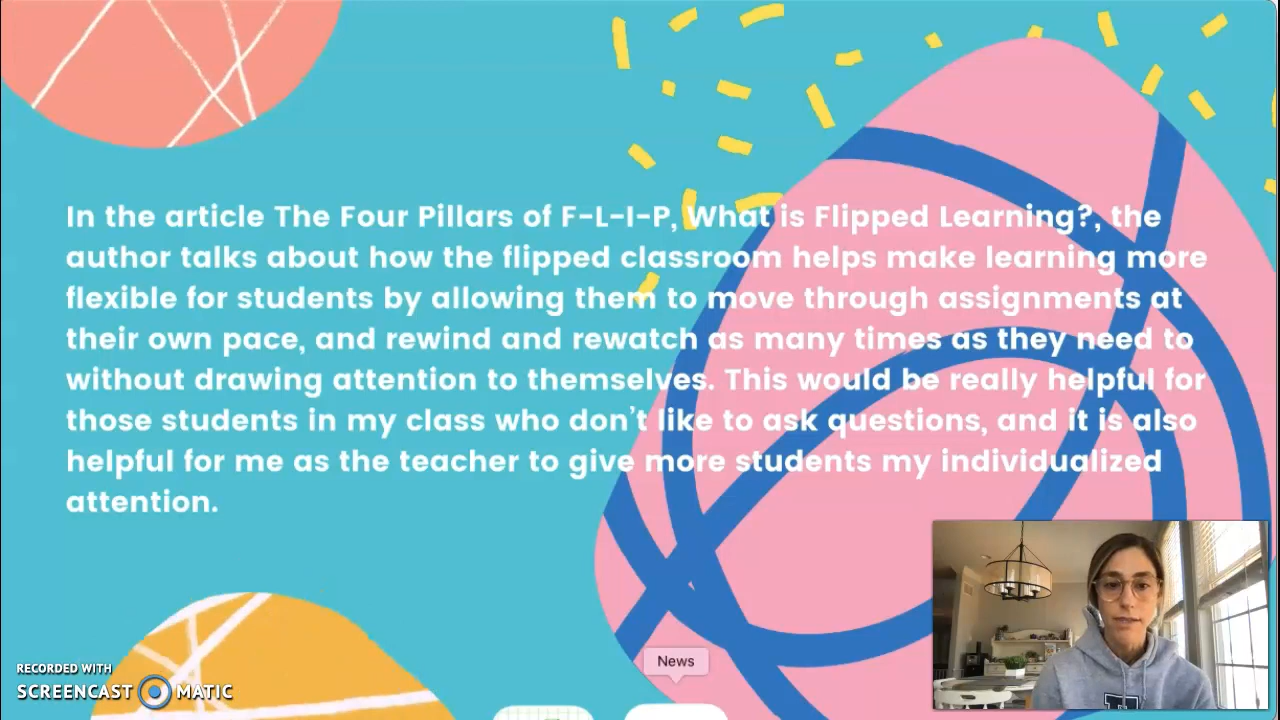 In the article The Four Pillars of F-L-I-P, What is Flipped Learning?, the
author talks about how the flipped classroom helps make learning more
flexible for students by allowing them to move through assignments at
their own pace, and rewind and rewatch as many times as they need to
without drawing attention to themselves. This would be really helpful for
those students in my class who don't like to ask questions, and it is also
helpful for me as the teacher to give more students my individualized
attention.
News
RECORDED WITH
SCREENCAST MATIC